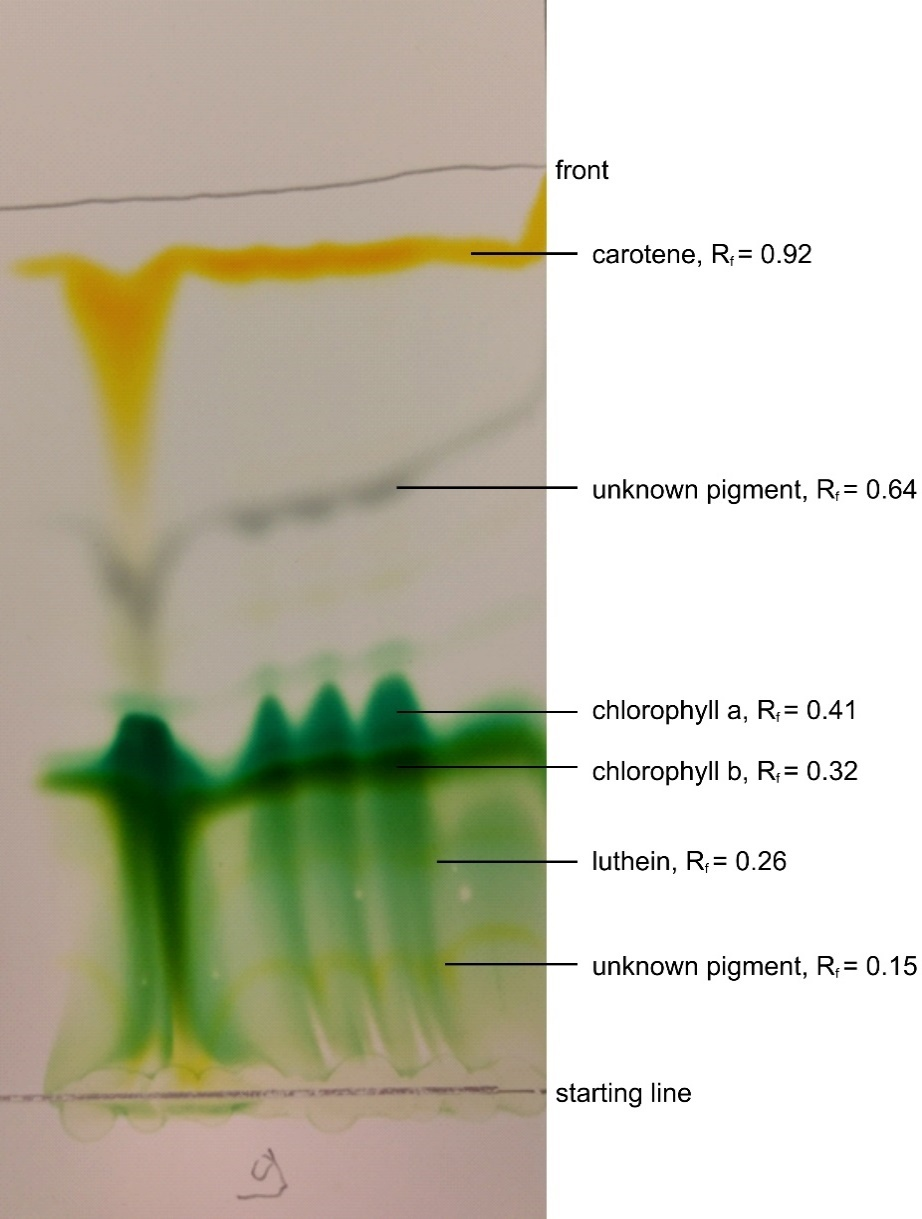 front
carotene, Rf = 0.92
unknown pigment, Rf = 0.64
chlorophyll a, Rf = 0.41
chlorophyll b, Rf = 0.32
luthein, Rf = 0.26
unknown pigment, Rf = 0.15
starting line